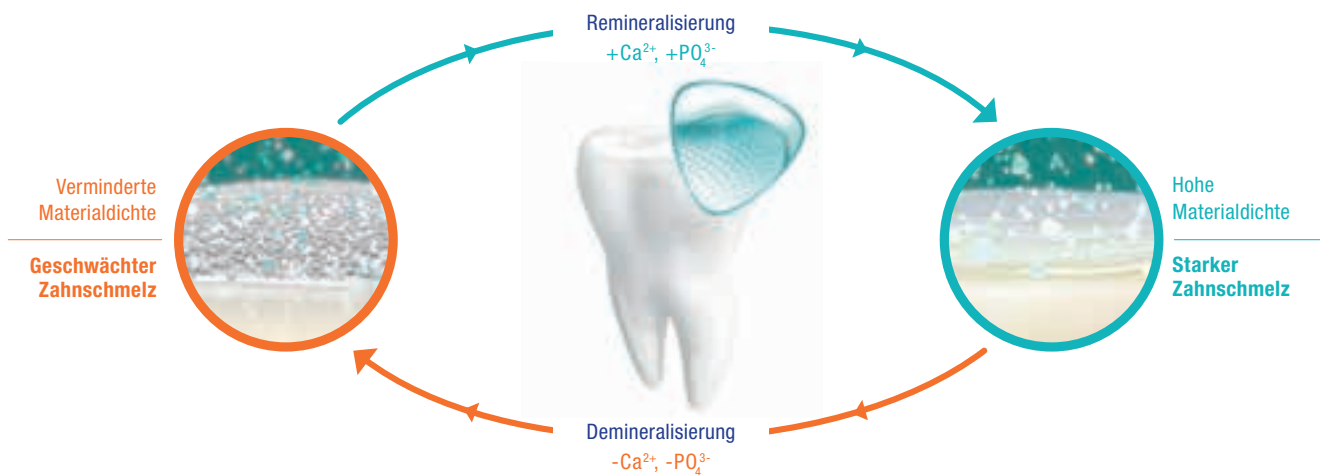 Remineralisierung
+Ca²⁺, +PO₄³⁻
Verminderte
Materialdichte
Geschwächter
Zahnschmelz
Hohe
Materialdichte
Starker
Zahnschmelz
Demineralisierung
-Ca²⁺, -PO₄³⁻